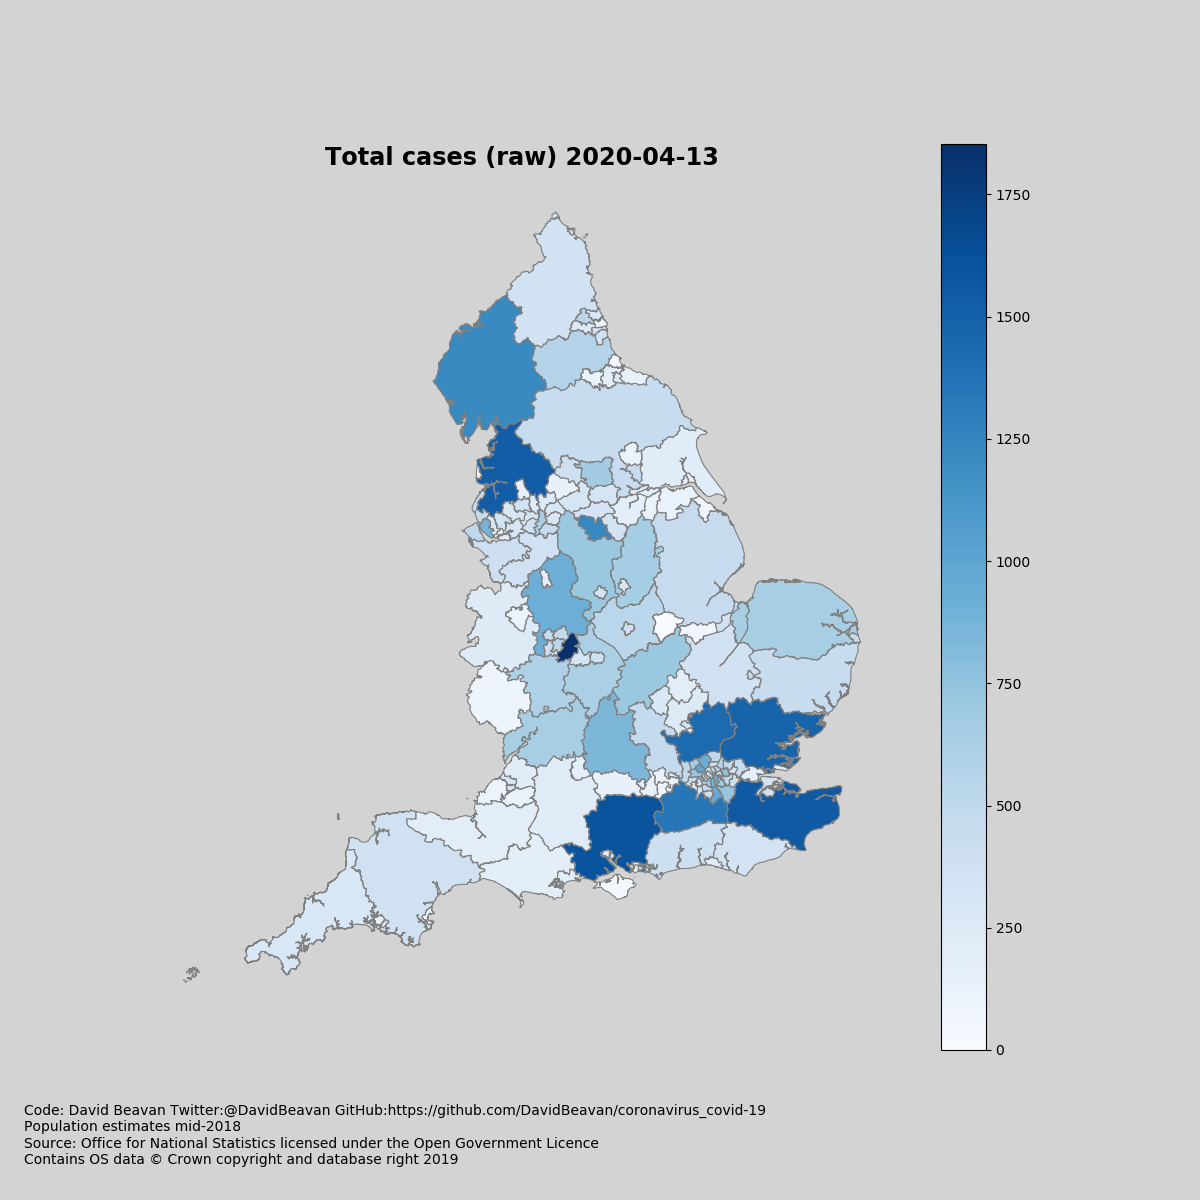 Total cases (raw) 2020-04-13
1750
1500
1250
1000
750
500
250
0
Code: David Beavan Twitter:@DavidBeavan GitHub:https://github.com/DavidBeavan/coronavirus_covid-19
Population estimates mid-2018
Source: Office for National Statistics licensed under the Open Government Licence
Contains OS data © Crown copyright and database right 2019